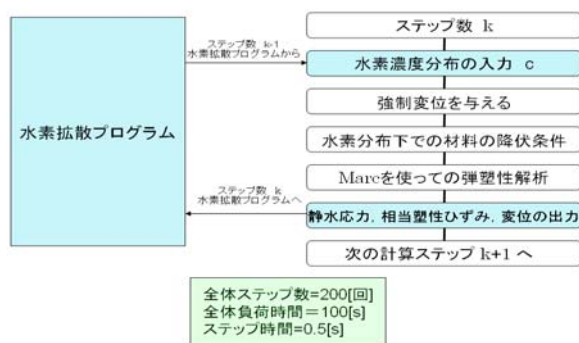 ステップ数 k
ステップ数 k-1
水素拡散プログラムから
水素濃度分布の入力 c
強制変位を与える
水素拡散プログラム
水素分布下での材料の降伏条件
Marcを使っての弾塑性解析
ステップ数 k
水素拡散プログラムへ
静水応力, 相当塑性ひずみ, 変位の出力
次の計算ステップ k+1 へ
全体ステップ数=200[回]
全体負荷時間＝100[s]
ステップ時間=0.5[s]